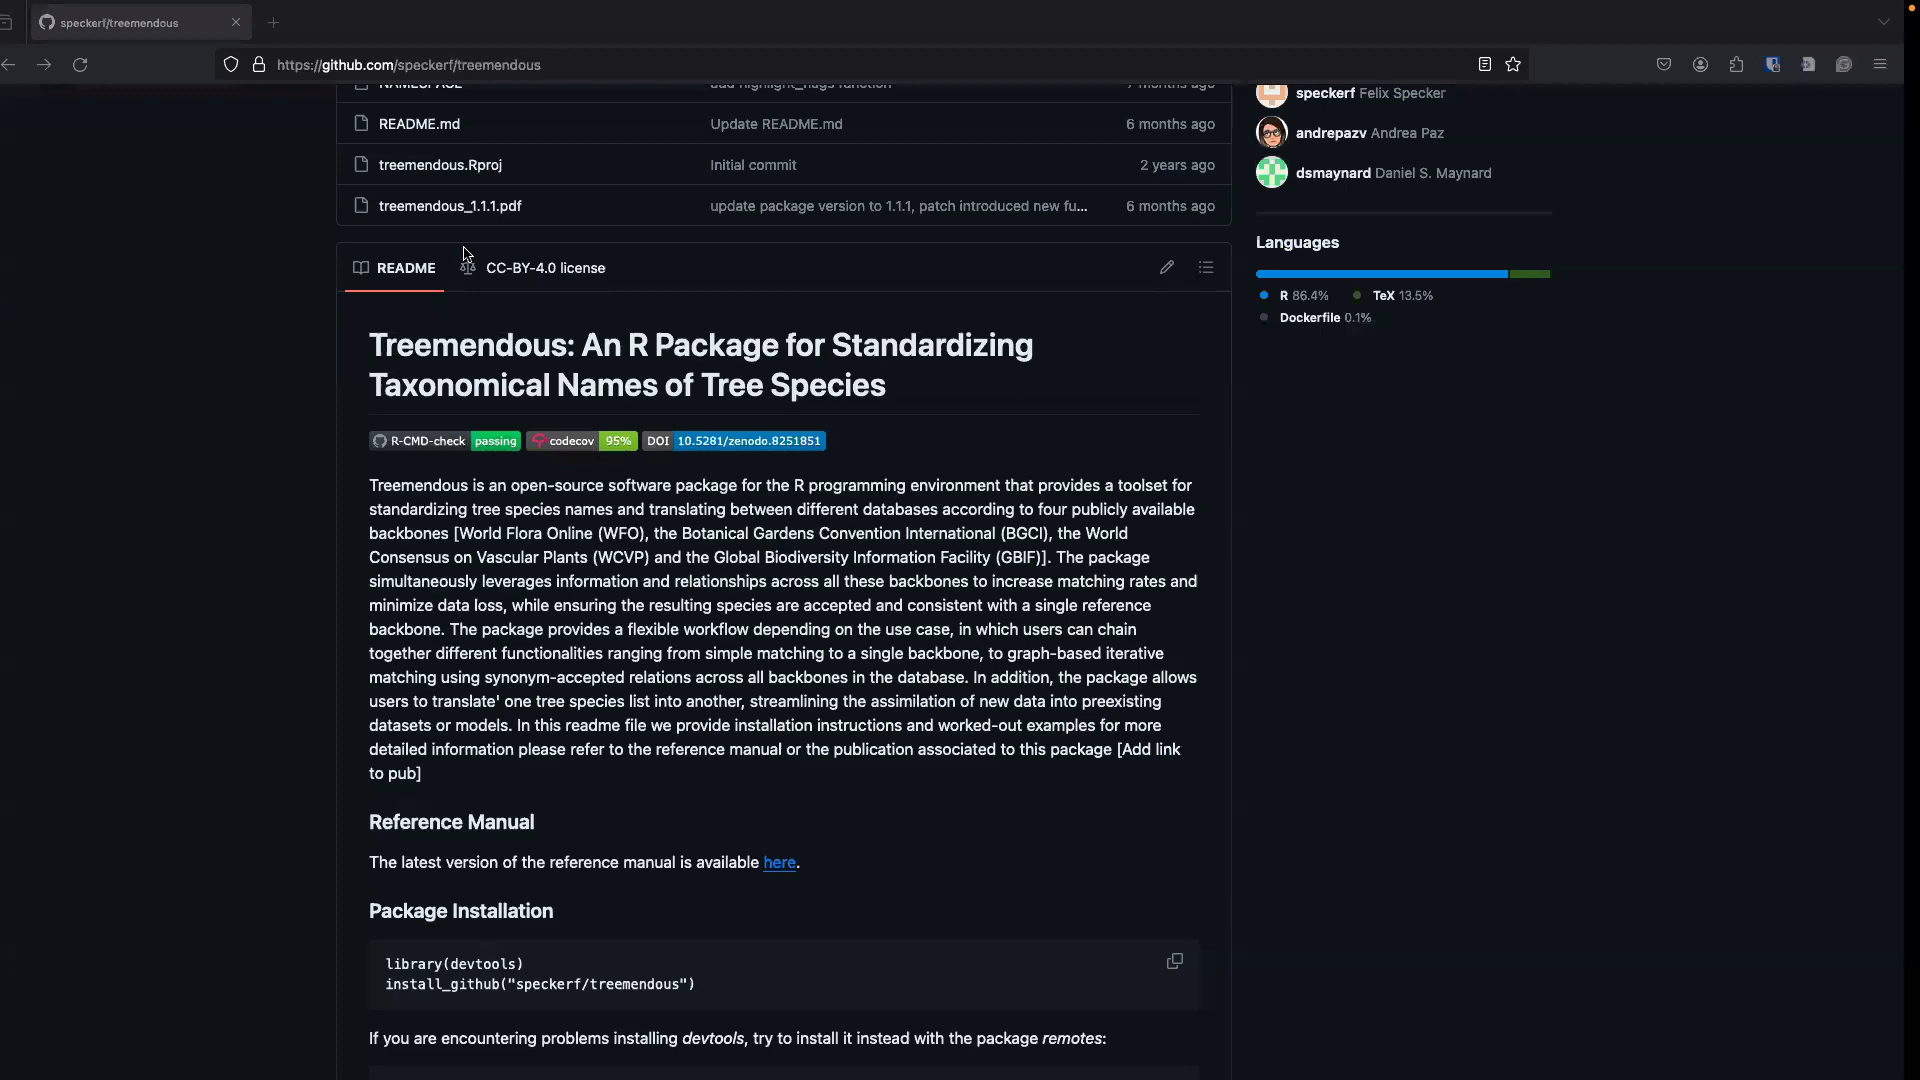 speckerf/treemendous
https://github.com/speckerf/treemendous
NAMESPACE add highlight_flags function 7 months ago
README.md Update README.md 6 months ago
treemendous.Rproj Initial commit 2 years ago
treemendous_1.1.1.pdf update package version to 1.1.1, patch introduced new fu... 6 months ago
README CC-BY-4.0 license
Treemendous: An R Package for Standardizing
Taxonomical Names of Tree Species
R-CMD-check passing codecov 95% DOI 10.5281/zenodo.8251851
Treemendous is an open-source software package for the R programming environment that provides a toolset for
standardizing tree species names and translating between different databases according to four publicly available
backbones [World Flora Online (WFO), the Botanical Gardens Convention International (BGCI), the World
Consensus on Vascular Plants (WCVP) and the Global Biodiversity Information Facility (GBIF)]. The package
simultaneously leverages information and relationships across all these backbones to increase matching rates and
minimize data loss, while ensuring the resulting species are accepted and consistent with a single reference
backbone. The package provides a flexible workflow depending on the use case, in which users can chain
together different functionalities ranging from simple matching to a single backbone, to graph-based iterative
matching using synonym-accepted relations across all backbones in the database. In addition, the package allows
users to translate' one tree species list into another, streamlining the assimilation of new data into preexisting
datasets or models. In this readme file we provide installation instructions and worked-out examples for more
detailed information please refer to the reference manual or the publication associated to this package [Add link
to pub]
Reference Manual
The latest version of the reference manual is available here.
Package Installation
library(devtools)
install_github("speckerf/treemendous")
If you are encountering problems installing devtools, try to install it instead with the package remotes:
speckerf Felix Specker
andrepazv Andrea Paz
dsmaynard Daniel S. Maynard
Languages
R 86.4% TeX 13.5%
Dockerfile 0.1%